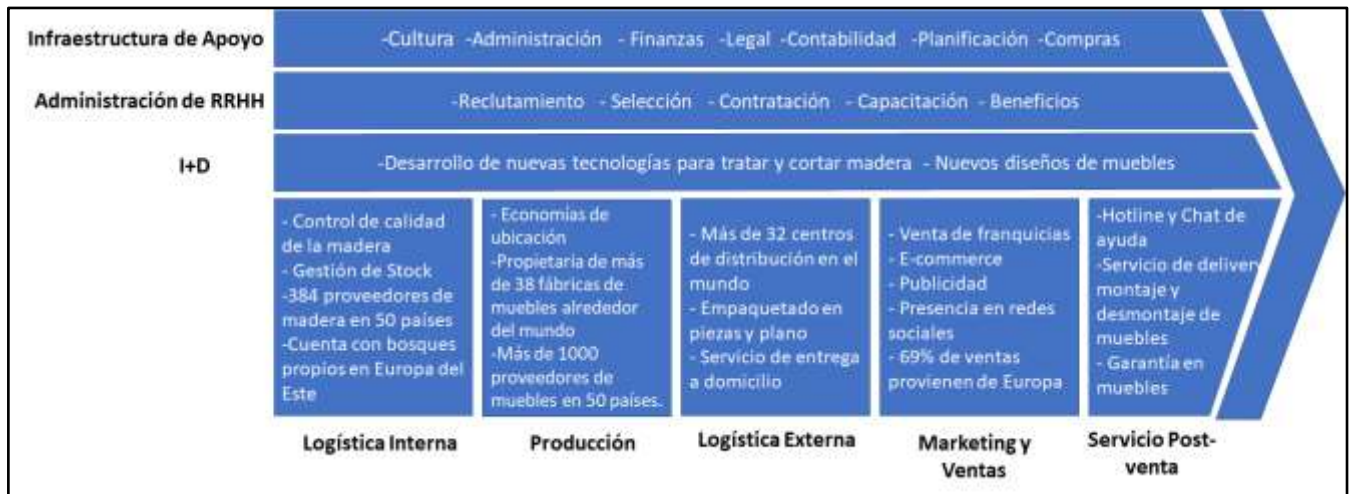 Infraestructura de Apoyo
-Cultura -Administración - Finanzas -Legal -Contabilidad -Planificación -Compras
Administración de RRHH
-Reclutamiento - Selección - Contratación - Capacitación - Beneficios
I+D
-Desarrollo de nuevas tecnologías para tratar y cortar madera - Nuevos diseños de muebles
- Control de calidad
de la madera
- Gestión de Stock
-384 proveedores de
madera en 50 países
-Cuenta con bosques
propios en Europa del
Este
- Economías de
ubicación
-Propietaria de más
de 38 fábricas de
muebles alrededor
del mundo
-Más de 1000
proveedores de
muebles en 50 países.
- Más de 32 centros
de distribución en el
mundo
- Empaquetado en
piezas y plano
- Servicio de entrega
a domicilio
- Venta de franquicias
- E-commerce
- Publicidad
- Presencia en redes
sociales
- 69% de ventas
provienen de Europa
-Hotline y Chat de
ayuda
-Servicio de deliver
montaje y
desmontaje de
muebles
- Garantía en
muebles
Logística Interna
Producción
Logística Externa
Marketing y
Ventas
Servicio Post-
venta